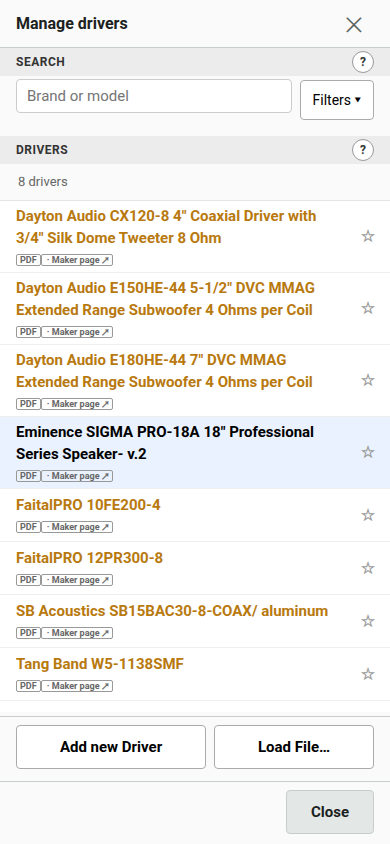 Manage drivers
SEARCH
?
Brand or model
Filters ▾
DRIVERS
?
8 drivers
Dayton Audio CX120-8 4" Coaxial Driver with
3/4" Silk Dome Tweeter 8 Ohm
PDF · Maker page ↗
Dayton Audio E150HE-44 5-1/2" DVC MMAG
Extended Range Subwoofer 4 Ohms per Coil
PDF · Maker page ↗
Dayton Audio E180HE-44 7" DVC MMAG
Extended Range Subwoofer 4 Ohms per Coil
PDF · Maker page ↗
Eminence SIGMA PRO-18A 18" Professional
Series Speaker- v.2
PDF · Maker page ↗
FaitalPRO 10FE200-4
PDF · Maker page ↗
FaitalPRO 12PR300-8
PDF · Maker page ↗
SB Acoustics SB15BAC30-8-COAX/ aluminum
PDF · Maker page ↗
Tang Band W5-1138SMF
PDF · Maker page ↗
Add new Driver
Load File...
Close